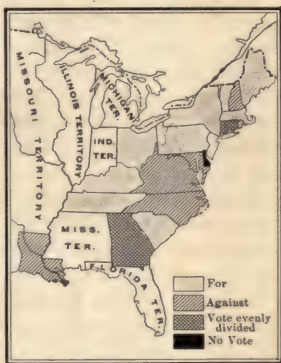 MISSOURI TERRITORY
ILLINOIS TERRITORY
MICHIGAN
TER.
IND.
TER.
MISS.
TER.
FLORIDA TER.
For
Against
Vote evenly
divided
No Vote